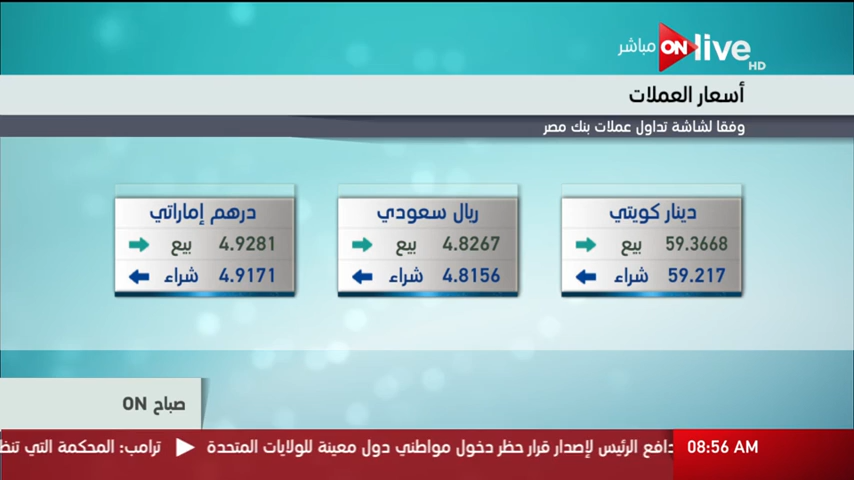 مباشر ON live HD
أسعار العملات
وفقا لشاشة تداول عملات بنك مصر
دينار كويتي
59.3668 بيع
59.217 شراء
ريال سعودي
4.8267 بيع
4.8156 شراء
درهم إماراتي
4.9281 بيع
4.9171 شراء
صباح ON
08:56 AM
دافع الرئيس لإصدار قرار حظر دخول مواطني دول معينة للولايات المتحدة ترامب: المحكمة التي تنظ